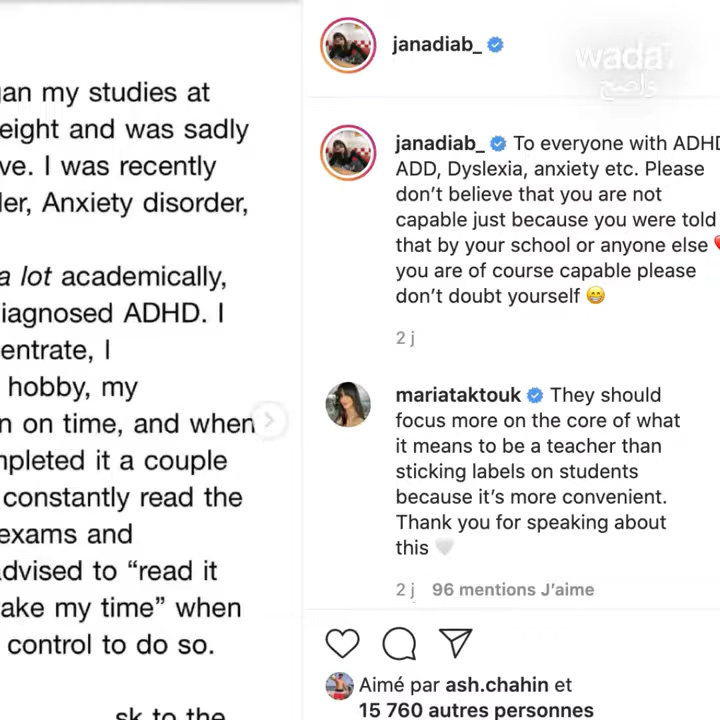 an my studies at
eight and was sadly
ve. I was recently
er, Anxiety disorder,
a lot academically,
iagnosed ADHD. I
entrate, I
hobby, my
n on time, and when
pleted it a couple
constantly read the
exams and
dvised to “read it
ake my time” when
control to do so.
sk to the
janadiab_
wada7
واضح
janadiab_ To everyone with ADHD
ADD, Dyslexia, anxiety etc. Please
don’t believe that you are not
capable just because you were told
that by your school or anyone else ❤️
you are of course capable please
don’t doubt yourself 😁
2 j
mariataktouk They should
focus more on the core of what
it means to be a teacher than
sticking labels on students
because it’s more convenient.
Thank you for speaking about
this 🤍
2 j 96 mentions J’aime
Aimé par ash.chahin et
15 760 autres personnes